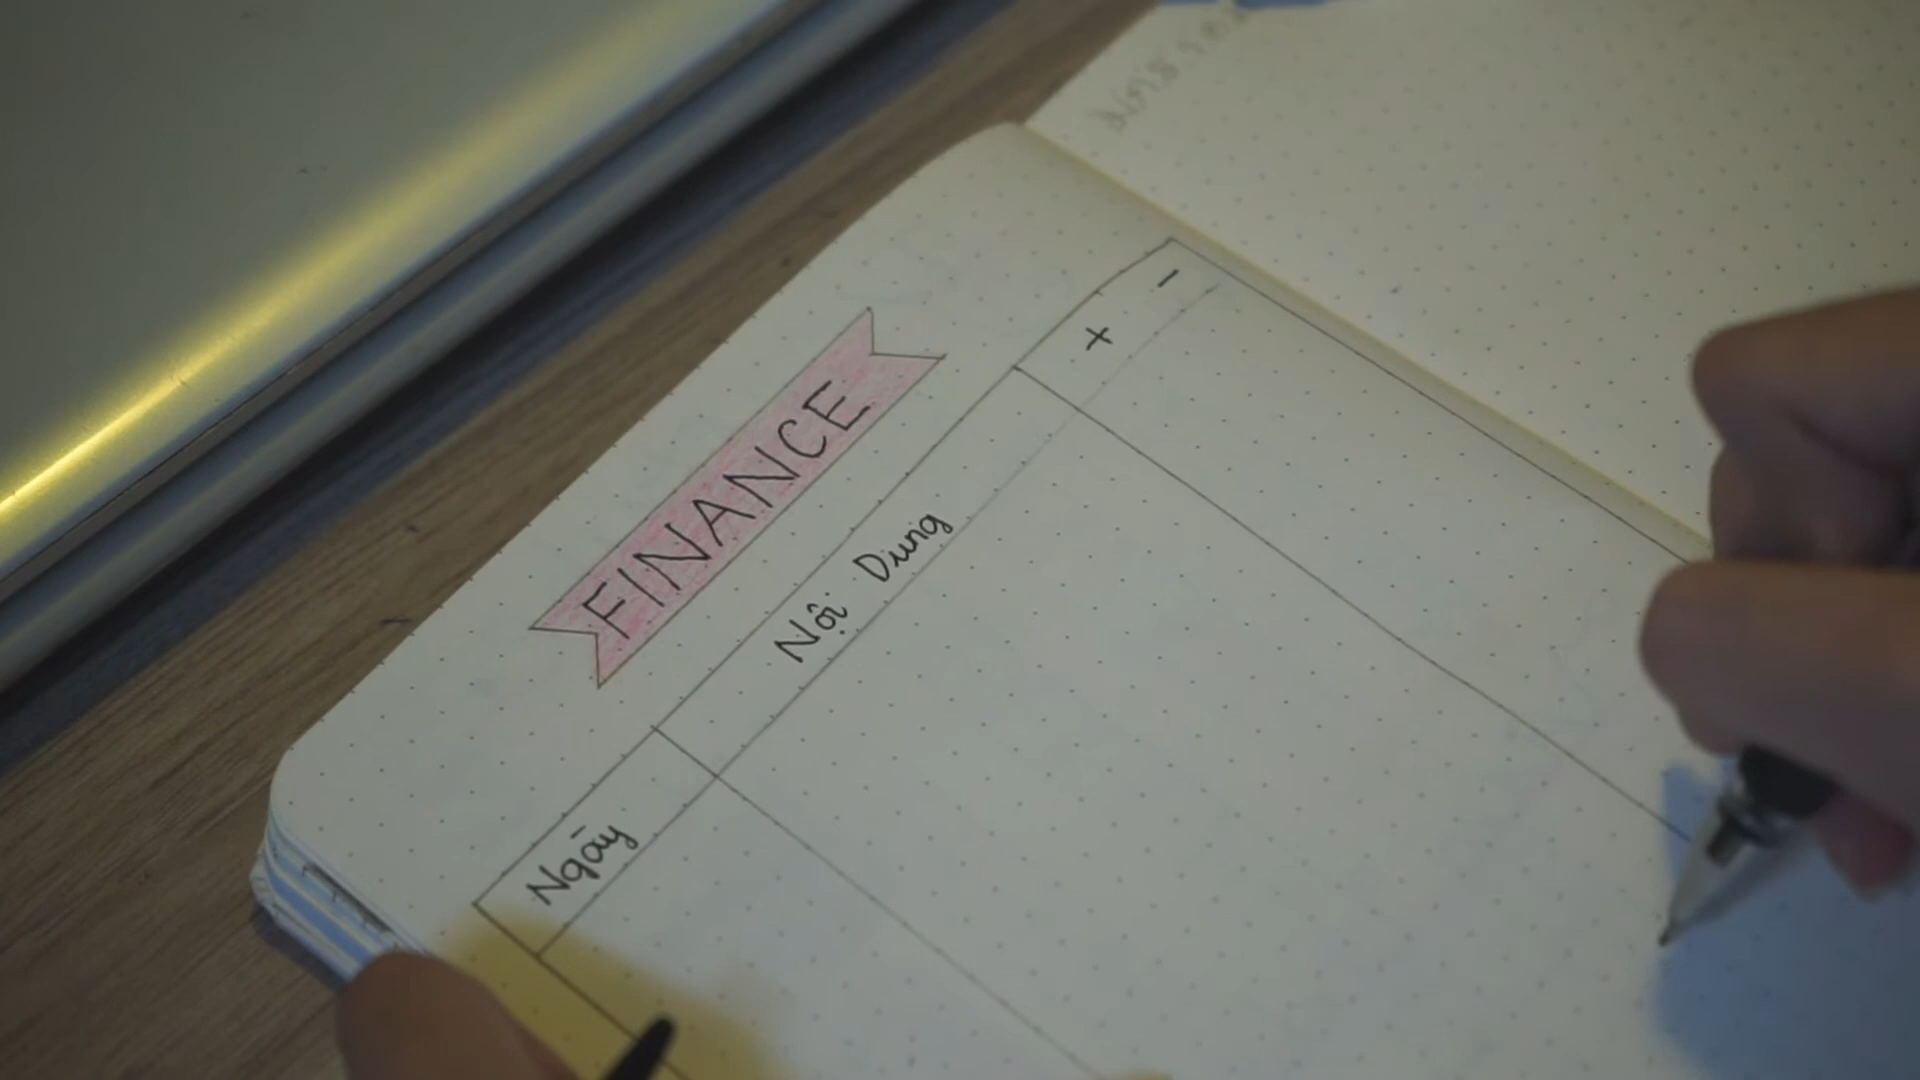 FINANCE
Ngày
Nội Dung
+
-